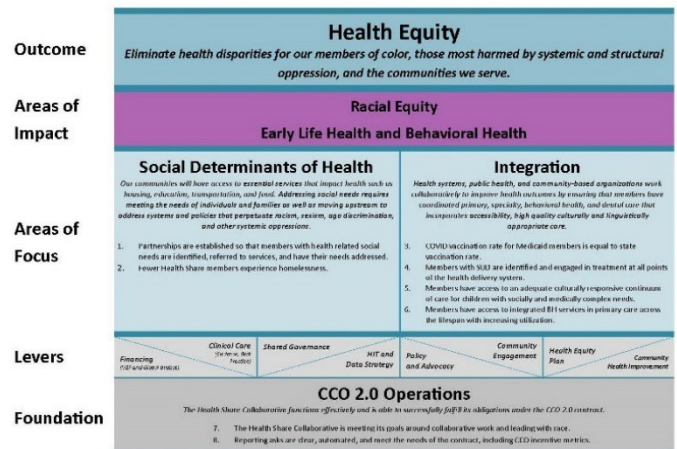 Outcome
Health Equity
Eliminate health disparities for our members of color, those most harmed by systemic and structural
oppression, and the communities we serve.
Areas of
Impact
Racial Equity
Early Life Health and Behavioral Health
Areas of
Focus
Social Determinants of Health
Our communities will have access to essential services that impact health such as
housing, education, transportation, and food. Addressing social needs requires
meeting the needs of individuals and families as well as moving upstream to
address systems and policies that perpetuate racism, sexism, age discrimination,
and other systemic oppressions.
1. Partnerships are established so that members with health related social
needs are identified, referred to services, and have their needs addressed.
2. Fewer Health Share members experience homelessness.
Integration
Health systems, public health, and community-based organizations work
collaboratively to improve health outcomes by ensuring that members have
coordinated primary, specialty, behavioral health, and dental care that
incorporates accessibility, high quality culturally and linguistically
appropriate care.
3. COVID vaccination rate for Medicaid members is equal to state
vaccination rate.
4. Members with SUD are identified and engaged in treatment at all points
of the health delivery system.
5. Members have access to an adequate culturally responsive continuum
of care for children with socially and medically complex needs.
6. Members have access to integrated BH services in primary care across
the lifespan with increasing utilization.
Levers
Financing
Clinical Care
Shared Governance
HIT and
Data Strategy
Policy
and Advocacy
Community
Engagement
Health Equity
Plan
Community
Health Improvement
Foundation
CCO 2.0 Operations
The Health Share Collaborative functions effectively and is able to successfully fulfill its obligations under the CCO 2.0 contract.
7. The Health Share Collaborative is meeting its goals around collaborative work and leading with race.
8. Reporting asks are clear, automated, and meet the needs of the contract, including CCO incentive metrics.